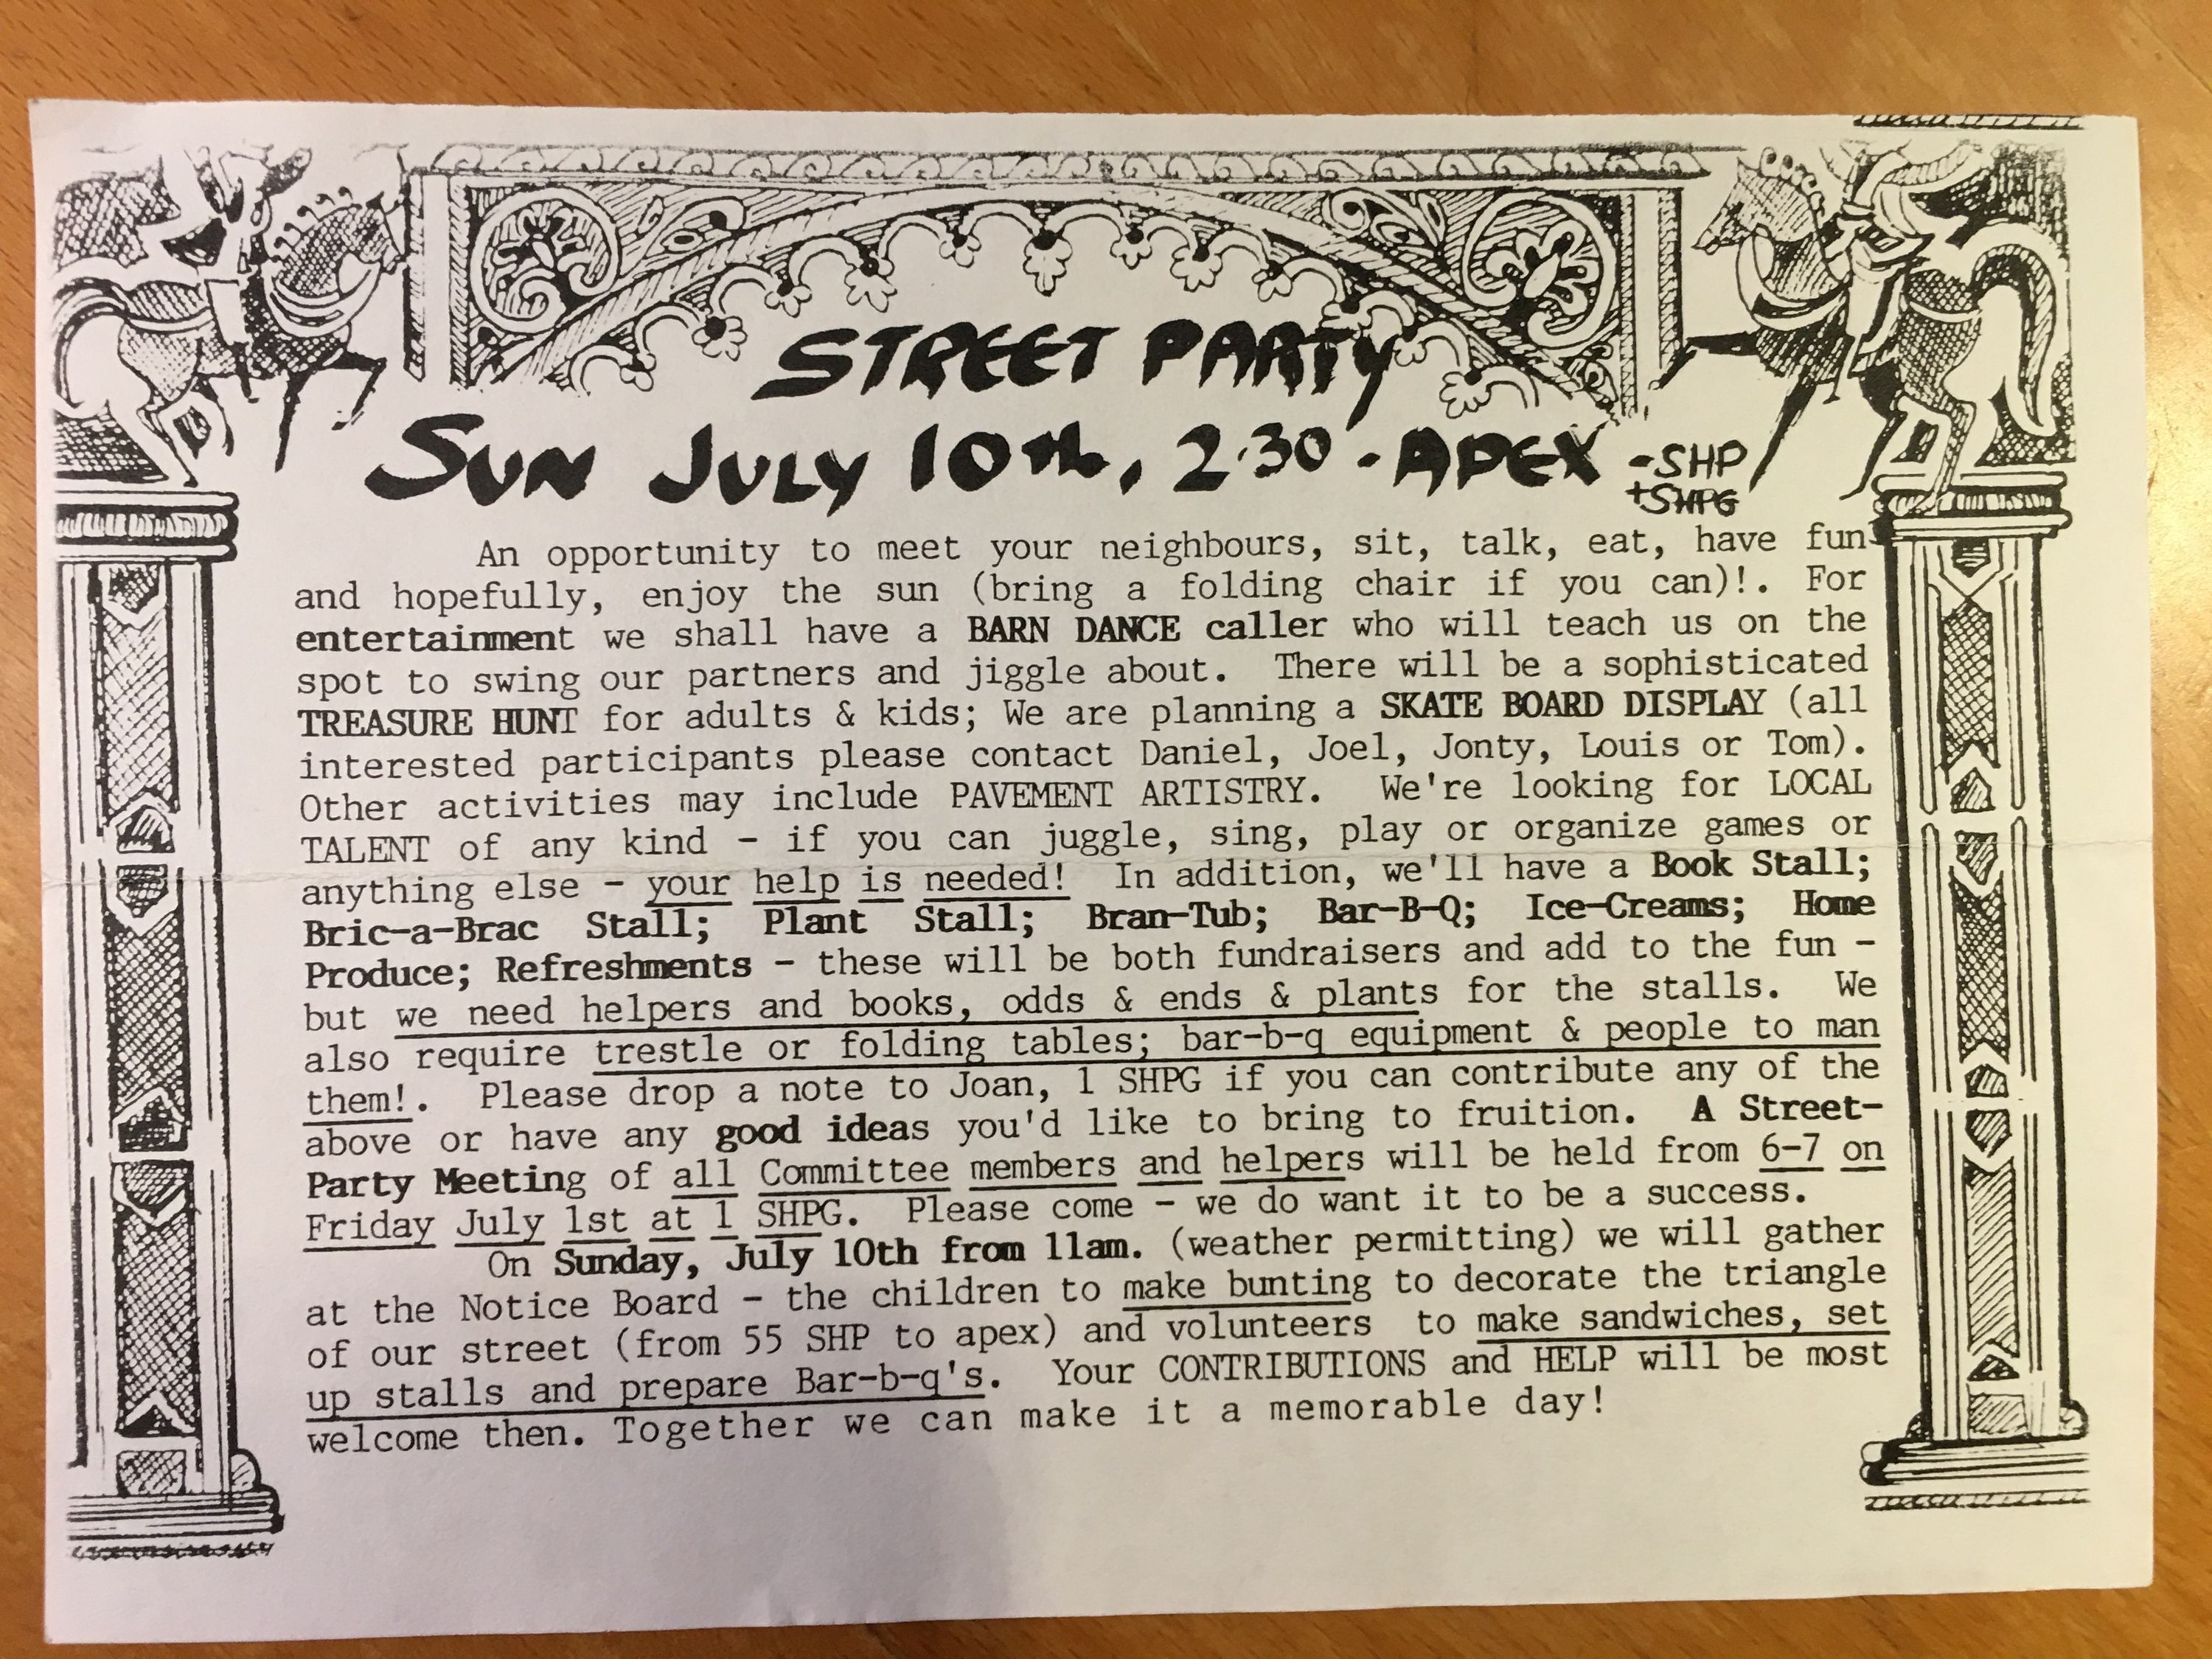 STREET PARTY
SUN JULY 10th, 2.30 - APEX - SHP
+ SHPG
An opportunity to meet your neighbours, sit, talk, eat, have fun
and hopefully, enjoy the sun (bring a folding chair if you can)!. For
entertainment we shall have a BARN DANCE caller who will teach us on the
spot to swing our partners and jiggle about. There will be a sophisticated
TREASURE HUNT for adults & kids; We are planning a SKATE BOARD DISPLAY (all
interested participants please contact Daniel, Joel, Jonty, Louis or Tom).
Other activities may include PAVEMENT ARTISTRY. We're looking for LOCAL
TALENT of any kind - if you can juggle, sing, play or organize games or
anything else - your help is needed! In addition, we'll have a Book Stall;
Bric-a-Brac Stall; Plant Stall; Bran-Tub; Bar-B-Q; Ice-Creams; Home
Produce; Refreshments - these will be both fundraisers and add to the fun -
but we need helpers and books, odds & ends & plants for the stalls. We
also require trestle or folding tables; bar-b-q equipment & people to man
them!. Please drop a note to Joan, 1 SHPG if you can contribute any of the
above or have any good ideas you'd like to bring to fruition. A Street-
Party Meeting of all Committee members and helpers will be held from 6-7 on
Friday July 1st at 1 SHPG. Please come - we do want it to be a success.
On Sunday, July 10th from 11am. (weather permitting) we will gather
at the Notice Board - the children to make bunting to decorate the triangle
of our street (from 55 SHP to apex) and volunteers to make sandwiches, set
up stalls and prepare Bar-b-q's. Your CONTRIBUTIONS and HELP will be most
welcome then. Together we can make it a memorable day!